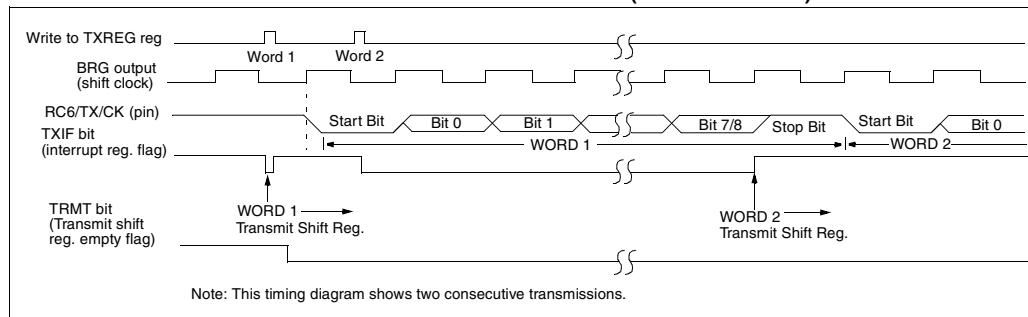 Write to TXREG reg
Word 1 Word 2
BRG output
(shift clock)
RC6/TX/CK (pin)
Start Bit Bit 0 Bit 1 Bit 7/8 Stop Bit Start Bit Bit 0
TXIF bit
(interrupt reg. flag)
WORD 1 WORD 2
TRMT bit
(Transmit shift
reg. empty flag)
WORD 1
Transmit Shift Reg.
WORD 2
Transmit Shift Reg.
Note: This timing diagram shows two consecutive transmissions.